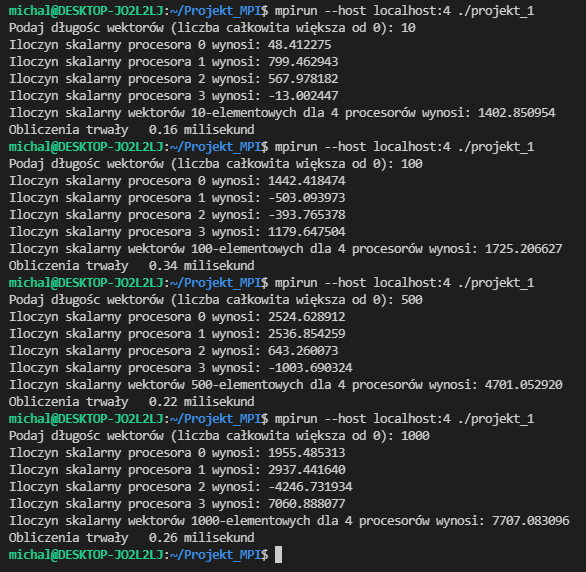 michal@DESKTOP-JO2L2LJ:~/Projekt_MPI$ mpirun --host localhost:4 ./projekt_1
Podaj długośc wektorów (liczba całkowita większa od 0): 10
Iloczyn skalarny procesora 0 wynosi: 48.412275
Iloczyn skalarny procesora 1 wynosi: 799.462943
Iloczyn skalarny procesora 2 wynosi: 567.978182
Iloczyn skalarny procesora 3 wynosi: -13.002447
Iloczyn skalarny wektorów 10-elementowych dla 4 procesorów wynosi: 1402.850954
Obliczenia trwały   0.16 milisekund
michal@DESKTOP-JO2L2LJ:~/Projekt_MPI$ mpirun --host localhost:4 ./projekt_1
Podaj długośc wektorów (liczba całkowita większa od 0): 100
Iloczyn skalarny procesora 0 wynosi: 1442.418474
Iloczyn skalarny procesora 1 wynosi: -503.093973
Iloczyn skalarny procesora 2 wynosi: -393.765378
Iloczyn skalarny procesora 3 wynosi: 1179.647504
Iloczyn skalarny wektorów 100-elementowych dla 4 procesorów wynosi: 1725.206627
Obliczenia trwały   0.34 milisekund
michal@DESKTOP-JO2L2LJ:~/Projekt_MPI$ mpirun --host localhost:4 ./projekt_1
Podaj długośc wektorów (liczba całkowita większa od 0): 500
Iloczyn skalarny procesora 0 wynosi: 2524.628912
Iloczyn skalarny procesora 1 wynosi: 2536.854259
Iloczyn skalarny procesora 2 wynosi: 643.260073
Iloczyn skalarny procesora 3 wynosi: -1003.690324
Iloczyn skalarny wektorów 500-elementowych dla 4 procesorów wynosi: 4701.052920
Obliczenia trwały   0.22 milisekund
michal@DESKTOP-JO2L2LJ:~/Projekt_MPI$ mpirun --host localhost:4 ./projekt_1
Podaj długośc wektorów (liczba całkowita większa od 0): 1000
Iloczyn skalarny procesora 0 wynosi: 1955.485313
Iloczyn skalarny procesora 1 wynosi: 2937.441640
Iloczyn skalarny procesora 2 wynosi: -4246.731934
Iloczyn skalarny procesora 3 wynosi: 7060.888077
Iloczyn skalarny wektorów 1000-elementowych dla 4 procesorów wynosi: 7707.083096
Obliczenia trwały   0.26 milisekund
michal@DESKTOP-JO2L2LJ:~/Projekt_MPI$